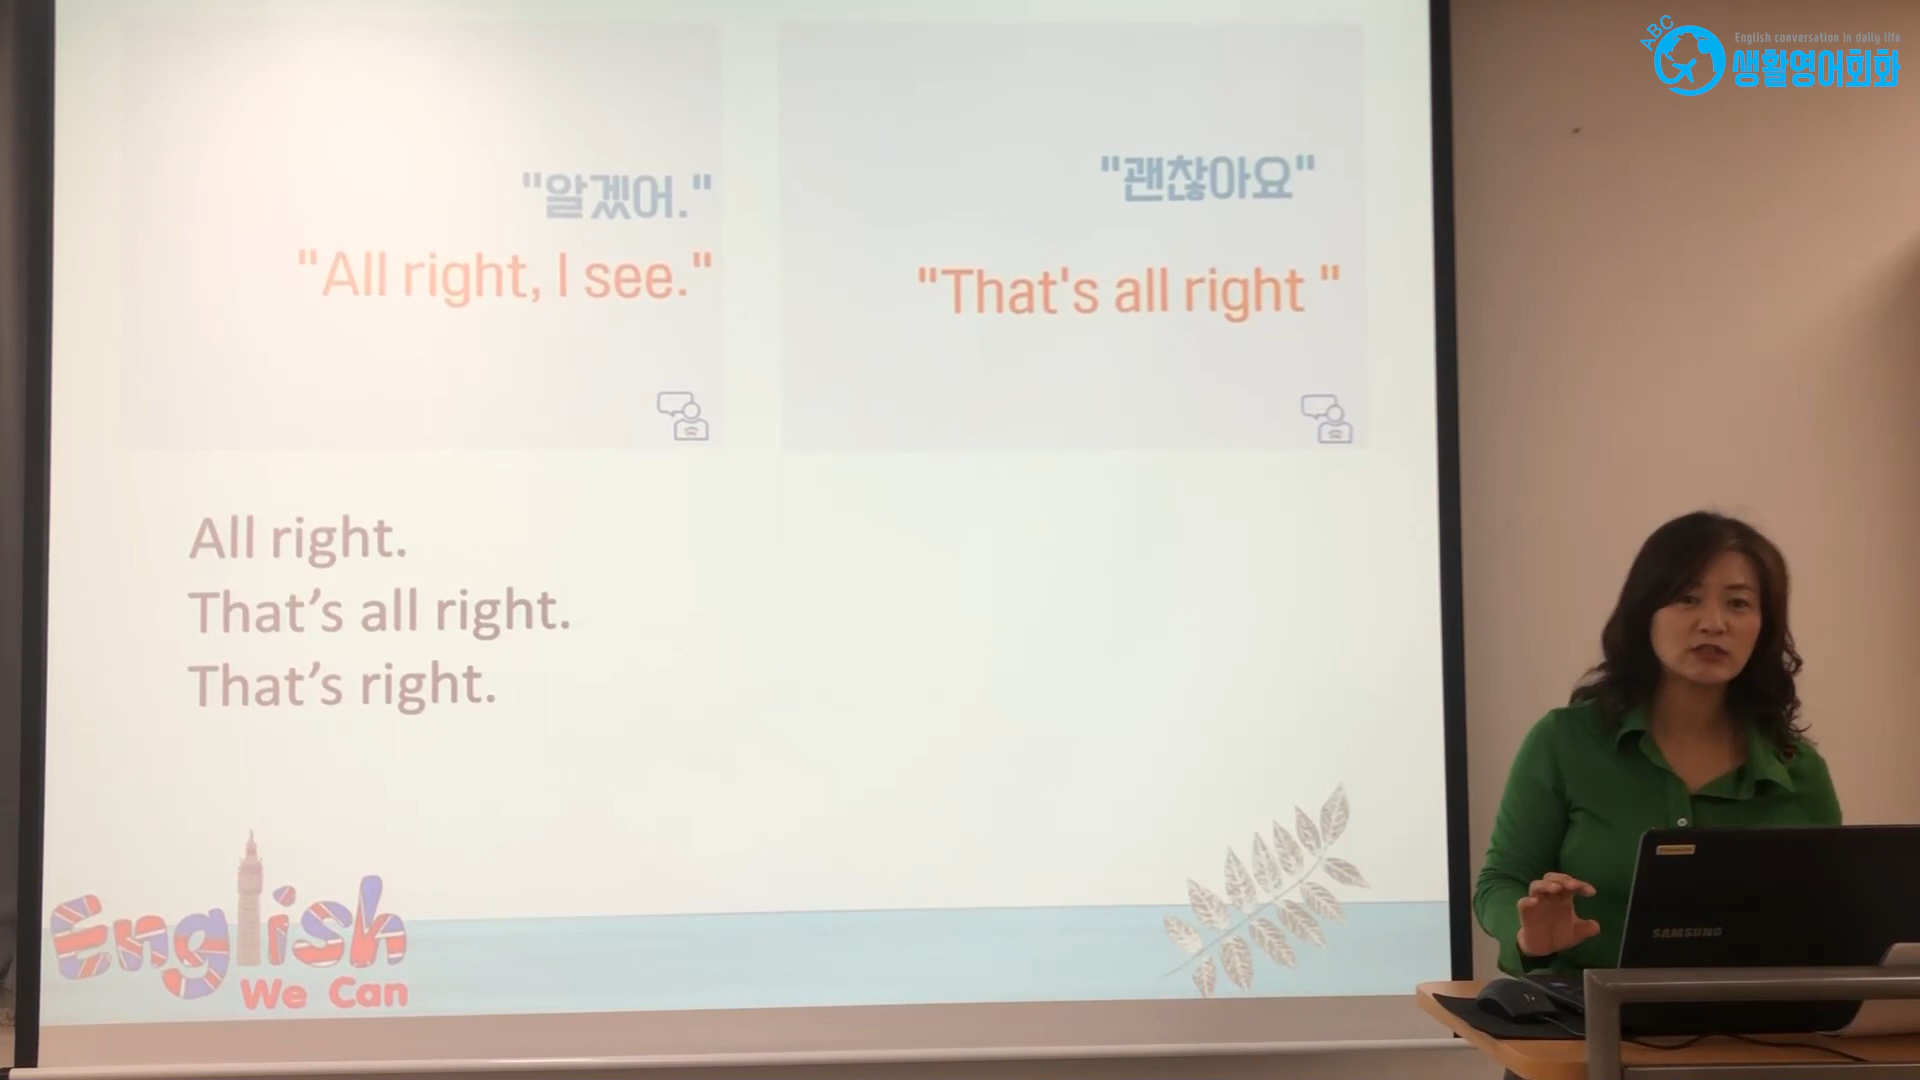 ABC
English conversation in daily life
생활영어회화
"알겠어."
"All right, I see."
"괜찮아요"
"That's all right "
All right.
That’s all right.
That’s right.
English
We Can
SAMSUNG